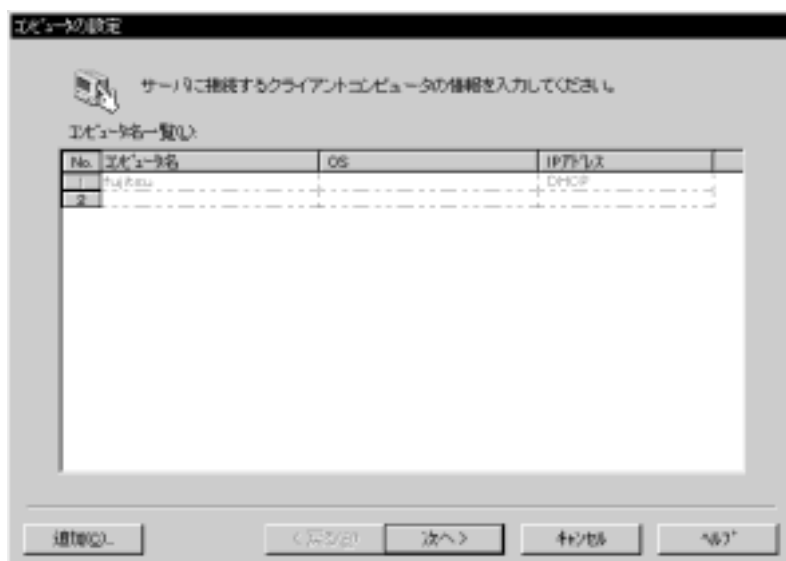 コンピュータの設定
サーバに接続するクライアントコンピュータの情報を入力してください。
コンピュータ名一覧(L):
No. コンピュータ名 OS IPアドレス
1 fujitsu DHCP
2
追加(Q)... < 戻る(B) 次へ > キャンセル ヘルプ